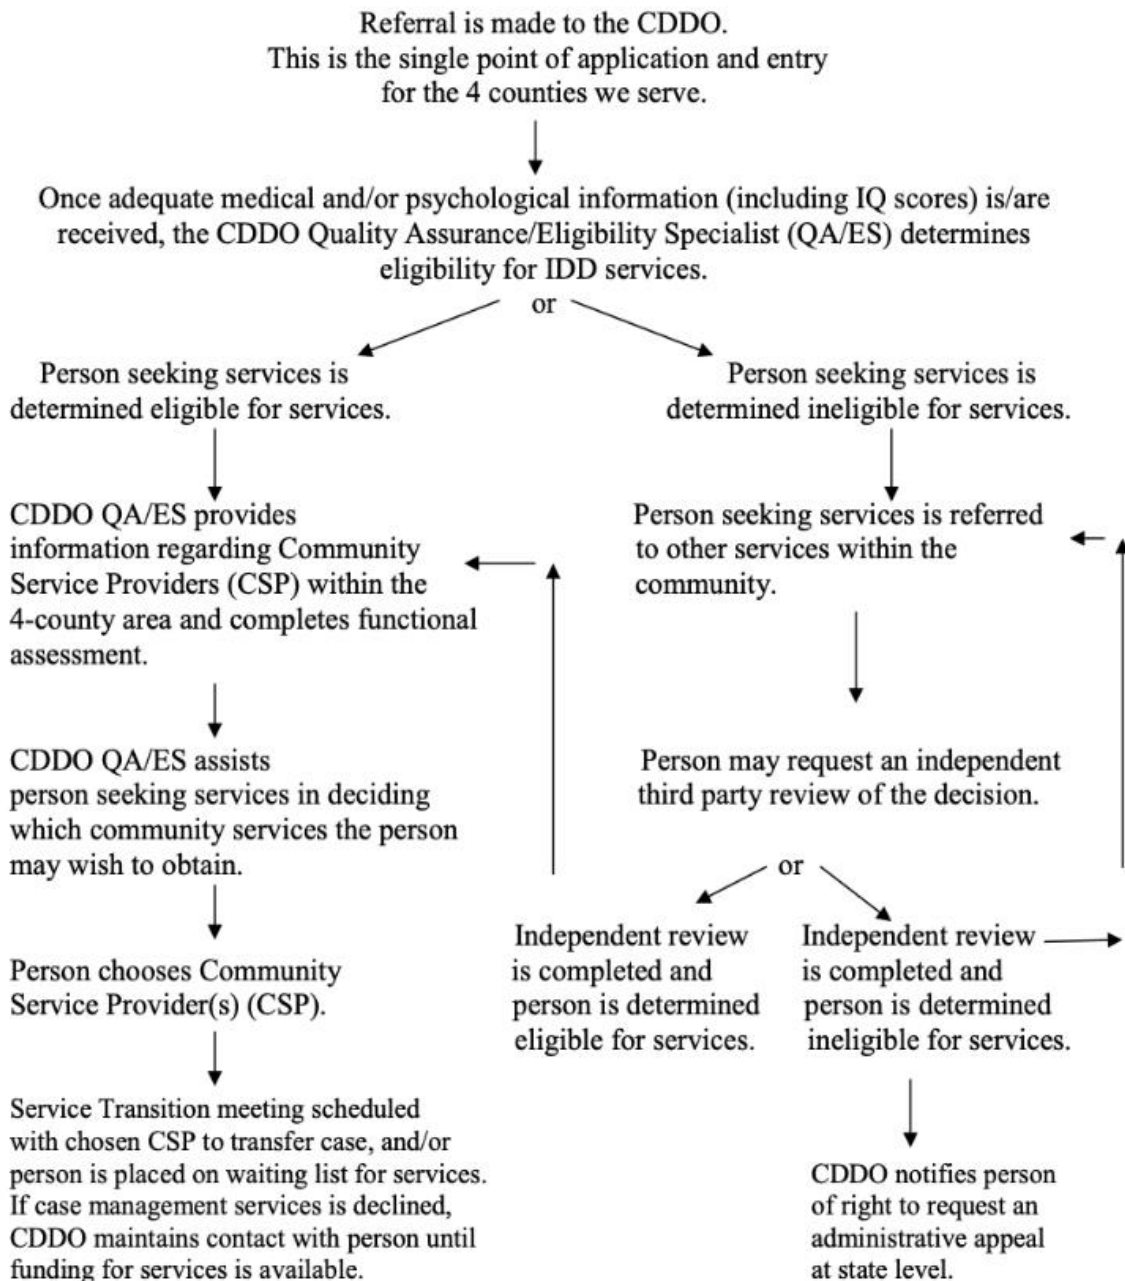 Referral is made to the CDDO.
This is the single point of application and entry
for the 4 counties we serve.
Once adequate medical and/or psychological information (including IQ scores) is/are
received, the CDDO Quality Assurance/Eligibility Specialist (QA/ES) determines
eligibility for IDD services.
or
Person seeking services is
determined eligible for services.
Person seeking services is
determined ineligible for services.
CDDO QA/ES provides
information regarding Community
Service Providers (CSP) within the
4-county area and completes functional
assessment.
Person seeking services is referred
to other services within the
community.
CDDO QA/ES assists
person seeking services in deciding
which community services the person
may wish to obtain.
Person may request an independent
third party review of the decision.
or
Person chooses Community
Service Provider(s) (CSP).
Independent review
is completed and
person is determined
eligible for services.
Independent review
is completed and
person is determined
ineligible for services.
Service Transition meeting scheduled
with chosen CSP to transfer case, and/or
person is placed on waiting list for services.
If case management services is declined,
CDDO maintains contact with person until
funding for services is available.
CDDO notifies person
of right to request an
administrative appeal
at state level.